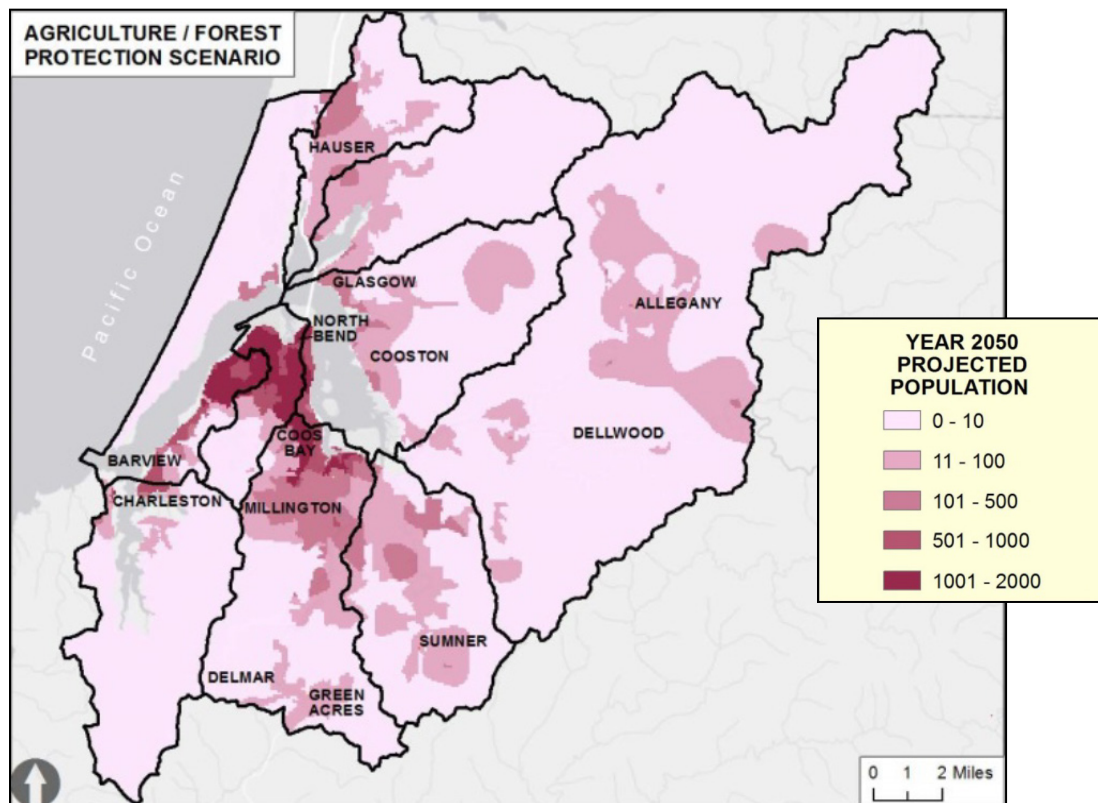 AGRICULTURE / FOREST
PROTECTION SCENARIO
Pacific Ocean
HAUSER
GLASGOW
NORTH
BEND
COOSTON
ALLEGANY
DELLWOOD
COOS
BAY
BARVIEW
CHARLESTON
MILLINGTON
SUMNER
DELMAR
GREEN
ACRES
YEAR 2050
PROJECTED
POPULATION
0 - 10
11 - 100
101 - 500
501 - 1000
1001 - 2000
0 1 2 Miles